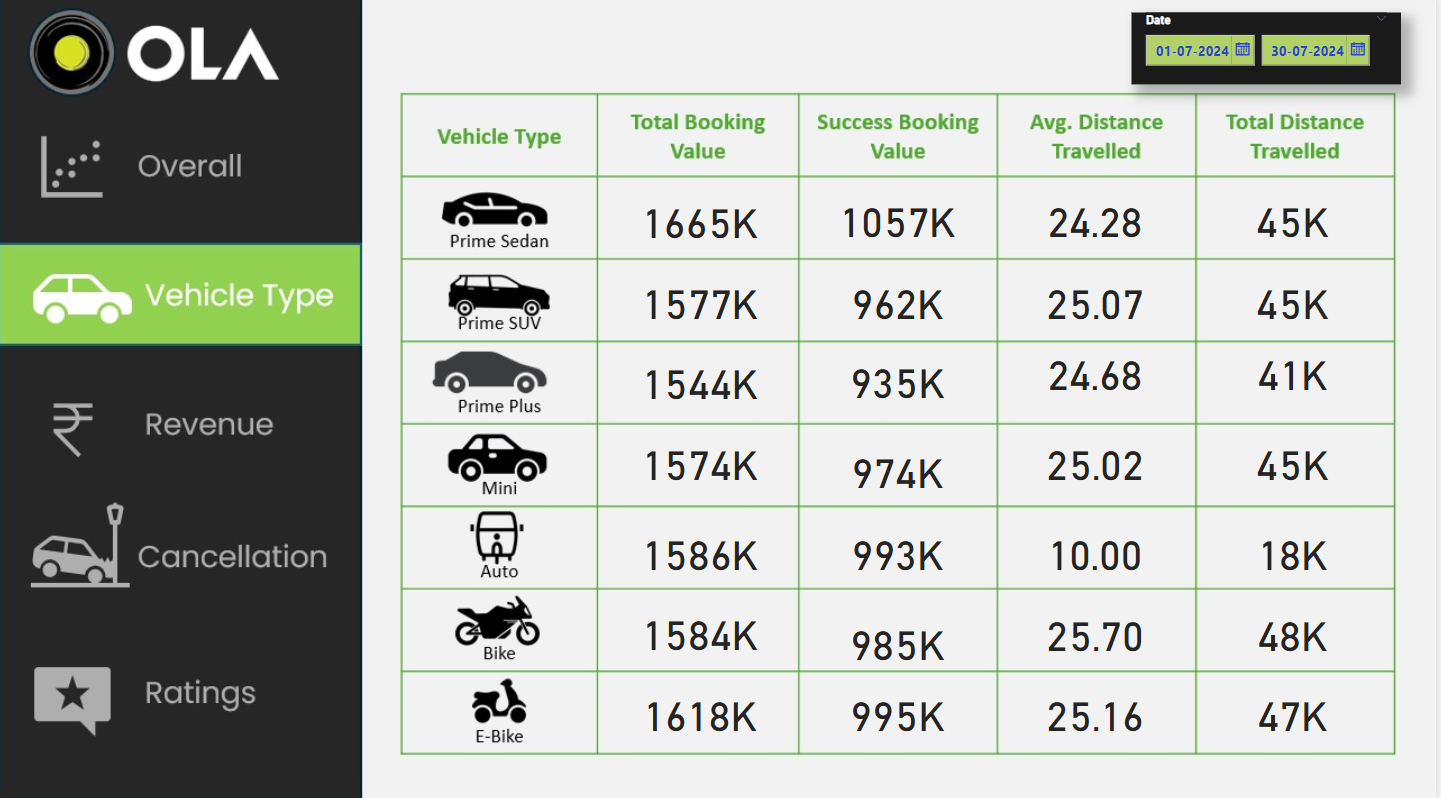 OLA
Date
01-07-2024 30-07-2024
Overall
Vehicle Type
Revenue
Cancellation
Ratings
Vehicle Type Total Booking Value Success Booking Value Avg. Distance Travelled Total Distance Travelled
Prime Sedan 1665K 1057K 24.28 45K
Prime SUV 1577K 962K 25.07 45K
Prime Plus 1544K 935K 24.68 41K
Mini 1574K 974K 25.02 45K
Auto 1586K 993K 10.00 18K
Bike 1584K 985K 25.70 48K
E-Bike 1618K 995K 25.16 47K